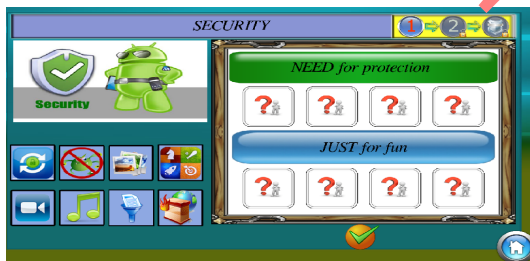 SECURITY
1 2
Security
NEED for protection
JUST for fun